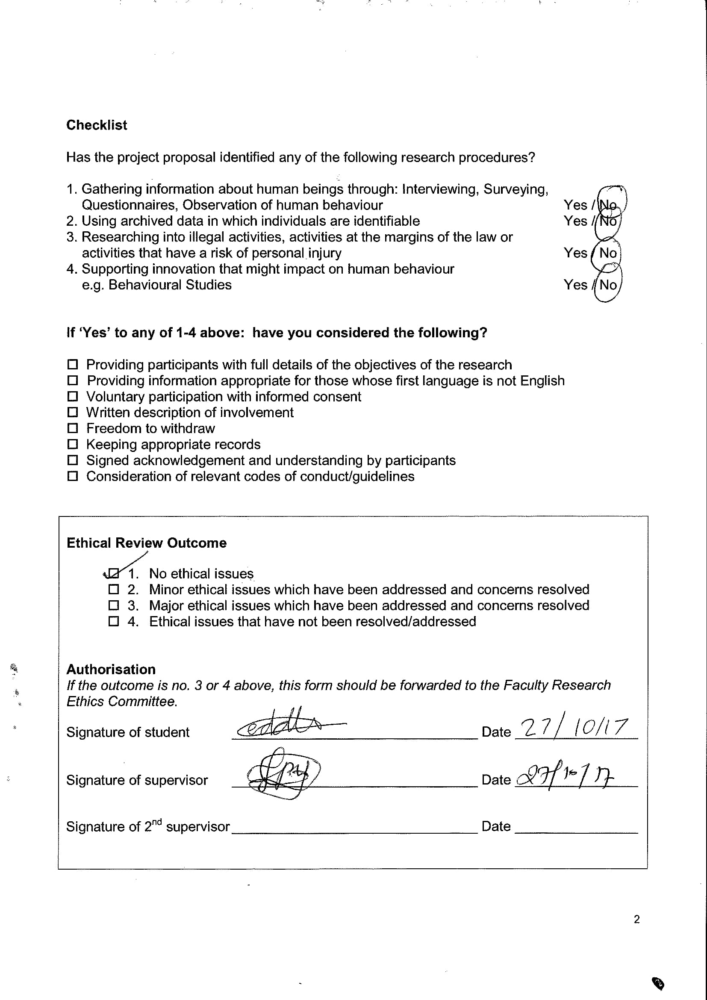 Checklist
Has the project proposal identified any of the following research procedures?
1. Gathering information about human beings through: Interviewing, Surveying,
Questionnaires, Observation of human behaviour Yes / No
2. Using archived data in which individuals are identifiable Yes / No
3. Researching into illegal activities, activities at the margins of the law or
activities that have a risk of personal injury Yes / No
4. Supporting innovation that might impact on human behaviour
e.g. Behavioural Studies Yes / No
If ‘Yes’ to any of 1-4 above: have you considered the following?
☐ Providing participants with full details of the objectives of the research
☐ Providing information appropriate for those whose first language is not English
☐ Voluntary participation with informed consent
☐ Written description of involvement
☐ Freedom to withdraw
☐ Keeping appropriate records
☐ Signed acknowledgement and understanding by participants
☐ Consideration of relevant codes of conduct/guidelines
Ethical Review Outcome
☑ 1. No ethical issues
☐ 2. Minor ethical issues which have been addressed and concerns resolved
☐ 3. Major ethical issues which have been addressed and concerns resolved
☐ 4. Ethical issues that have not been resolved/addressed
Authorisation
If the outcome is no. 3 or 4 above, this form should be forwarded to the Faculty Research
Ethics Committee.
Signature of student Date 27/10/17
Signature of supervisor Date 27/10/17
Signature of 2nd supervisor Date
2